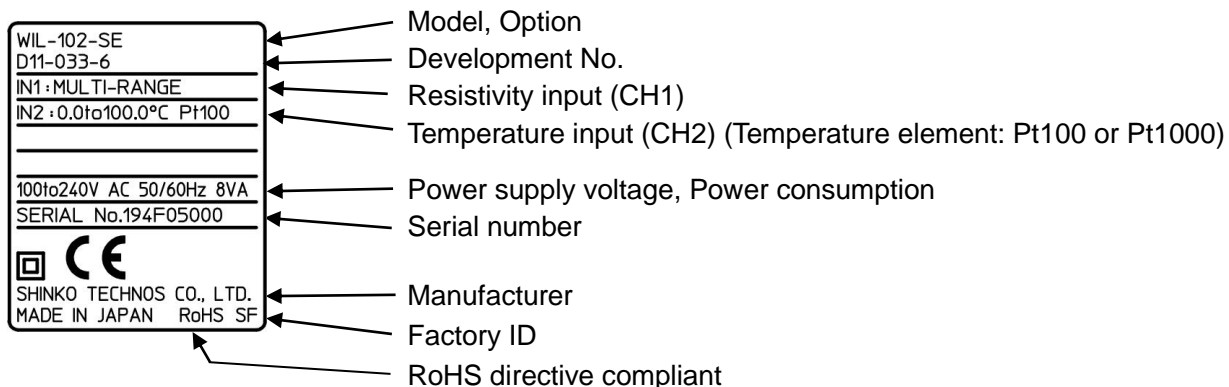 WIL-102-SE
D11-033-6
IN1:MULTI-RANGE
IN2:0.0to100.0°C Pt100
100to240V AC 50/60Hz 8VA
SERIAL No.194F05000
CE
SHINKO TECHNOS CO., LTD.
MADE IN JAPAN RoHS SF
Model, Option
Development No.
Resistivity input (CH1)
Temperature input (CH2) (Temperature element: Pt100 or Pt1000)
Power supply voltage, Power consumption
Serial number
Manufacturer
Factory ID
RoHS directive compliant